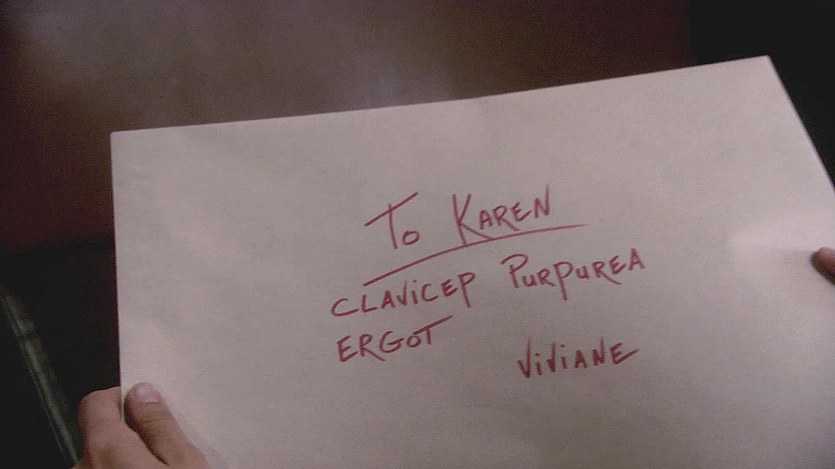 To KAREN
CLAViCEP PURPUREA
ERGOT
ViViANE